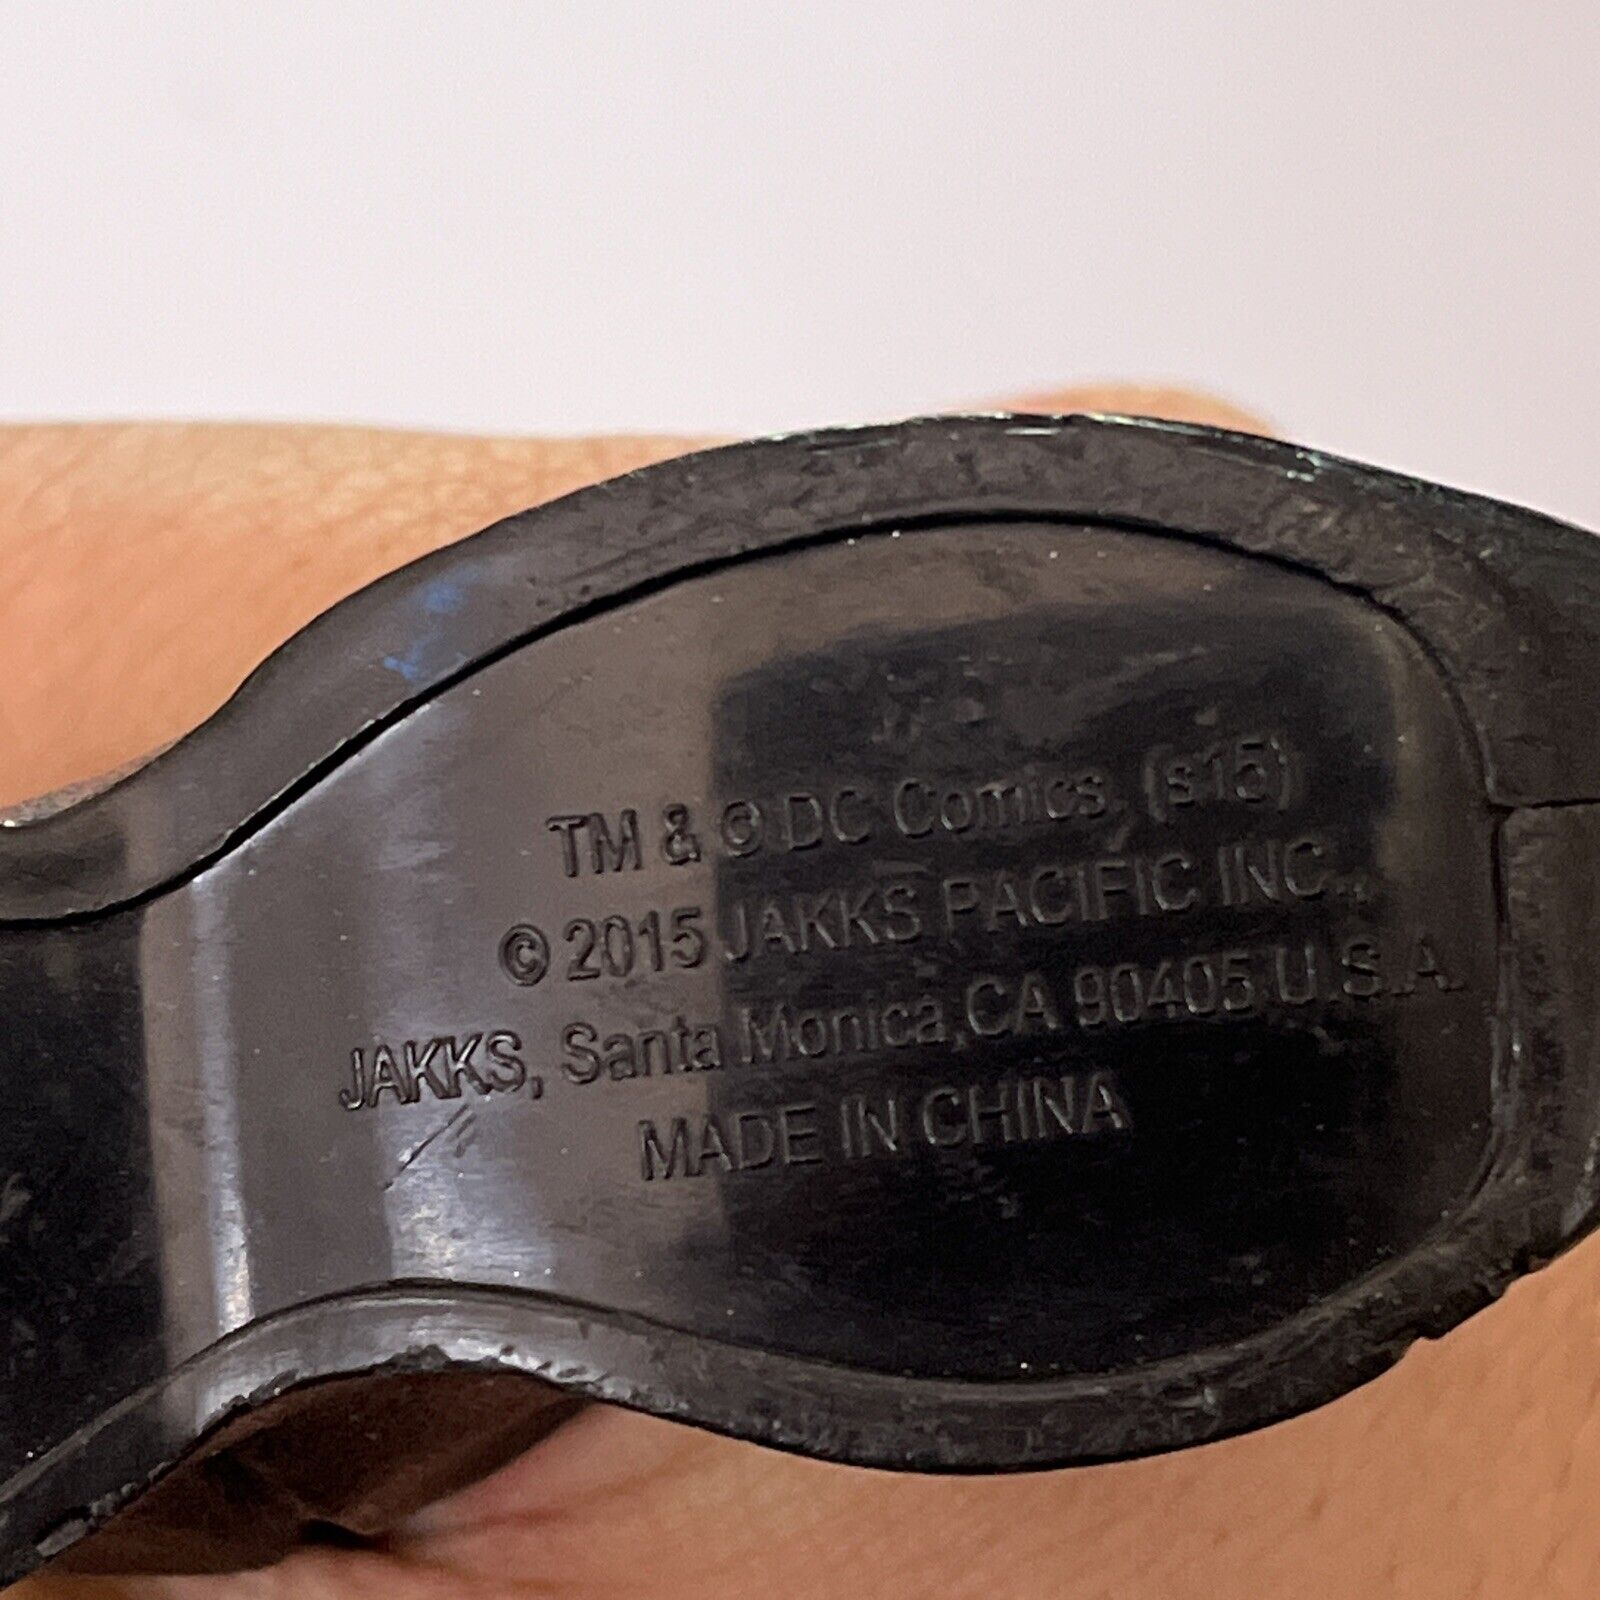 TM & © DC Comics. (s15)
© 2015 JAKKS PACIFIC INC.,
JAKKS, Santa Monica, CA 90405 U.S.A.
MADE IN CHINA